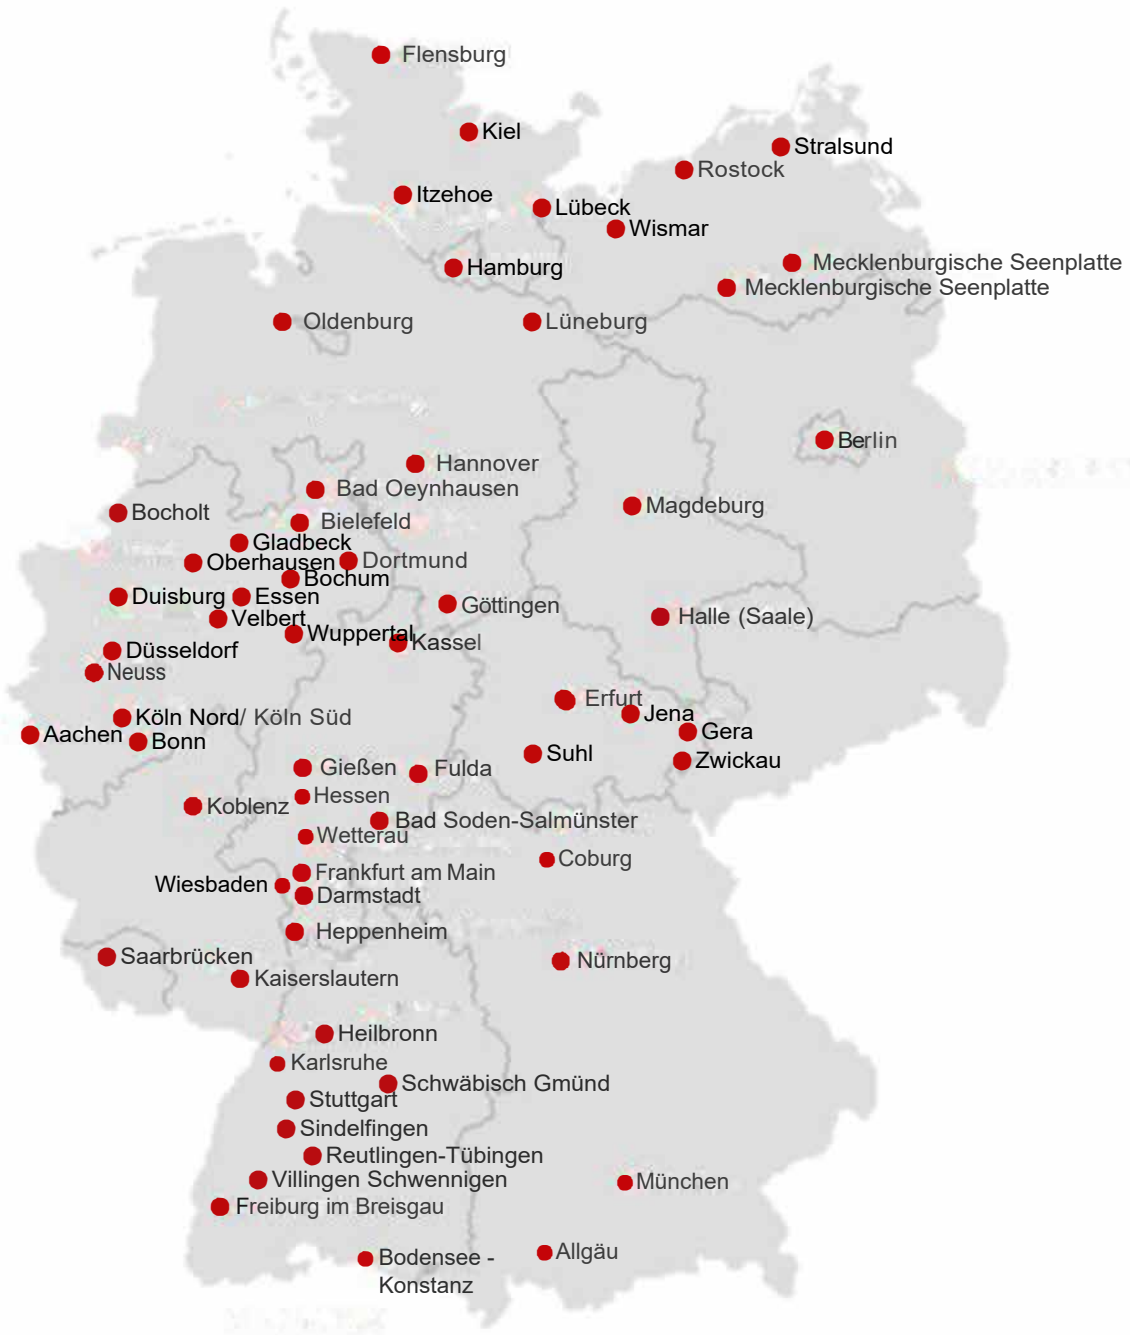 Flensburg
Kiel
Stralsund
Rostock
Itzehoe
Lübeck
Wismar
Hamburg
Mecklenburgische Seenplatte
Mecklenburgische Seenplatte
Oldenburg
Lüneburg
Berlin
Hannover
Bad Oeynhausen
Magdeburg
Bocholt
Bielefeld
Gladbeck
Oberhausen
Dortmund
Bochum
Duisburg
Essen
Göttingen
Velbert
Halle (Saale)
Wuppertal
Kassel
Düsseldorf
Neuss
Erfurt
Jena
Köln Nord/ Köln Süd
Gera
Aachen
Bonn
Suhl
Zwickau
Gießen
Fulda
Hessen
Koblenz
Bad Soden-Salmünster
Wetterau
Coburg
Frankfurt am Main
Wiesbaden
Darmstadt
Heppenheim
Saarbrücken
Nürnberg
Kaiserslautern
Heilbronn
Karlsruhe
Schwäbisch Gmünd
Stuttgart
Sindelfingen
Reutlingen-Tübingen
Villingen Schwennigen
München
Freiburg im Breisgau
Allgäu
Bodensee -
Konstanz